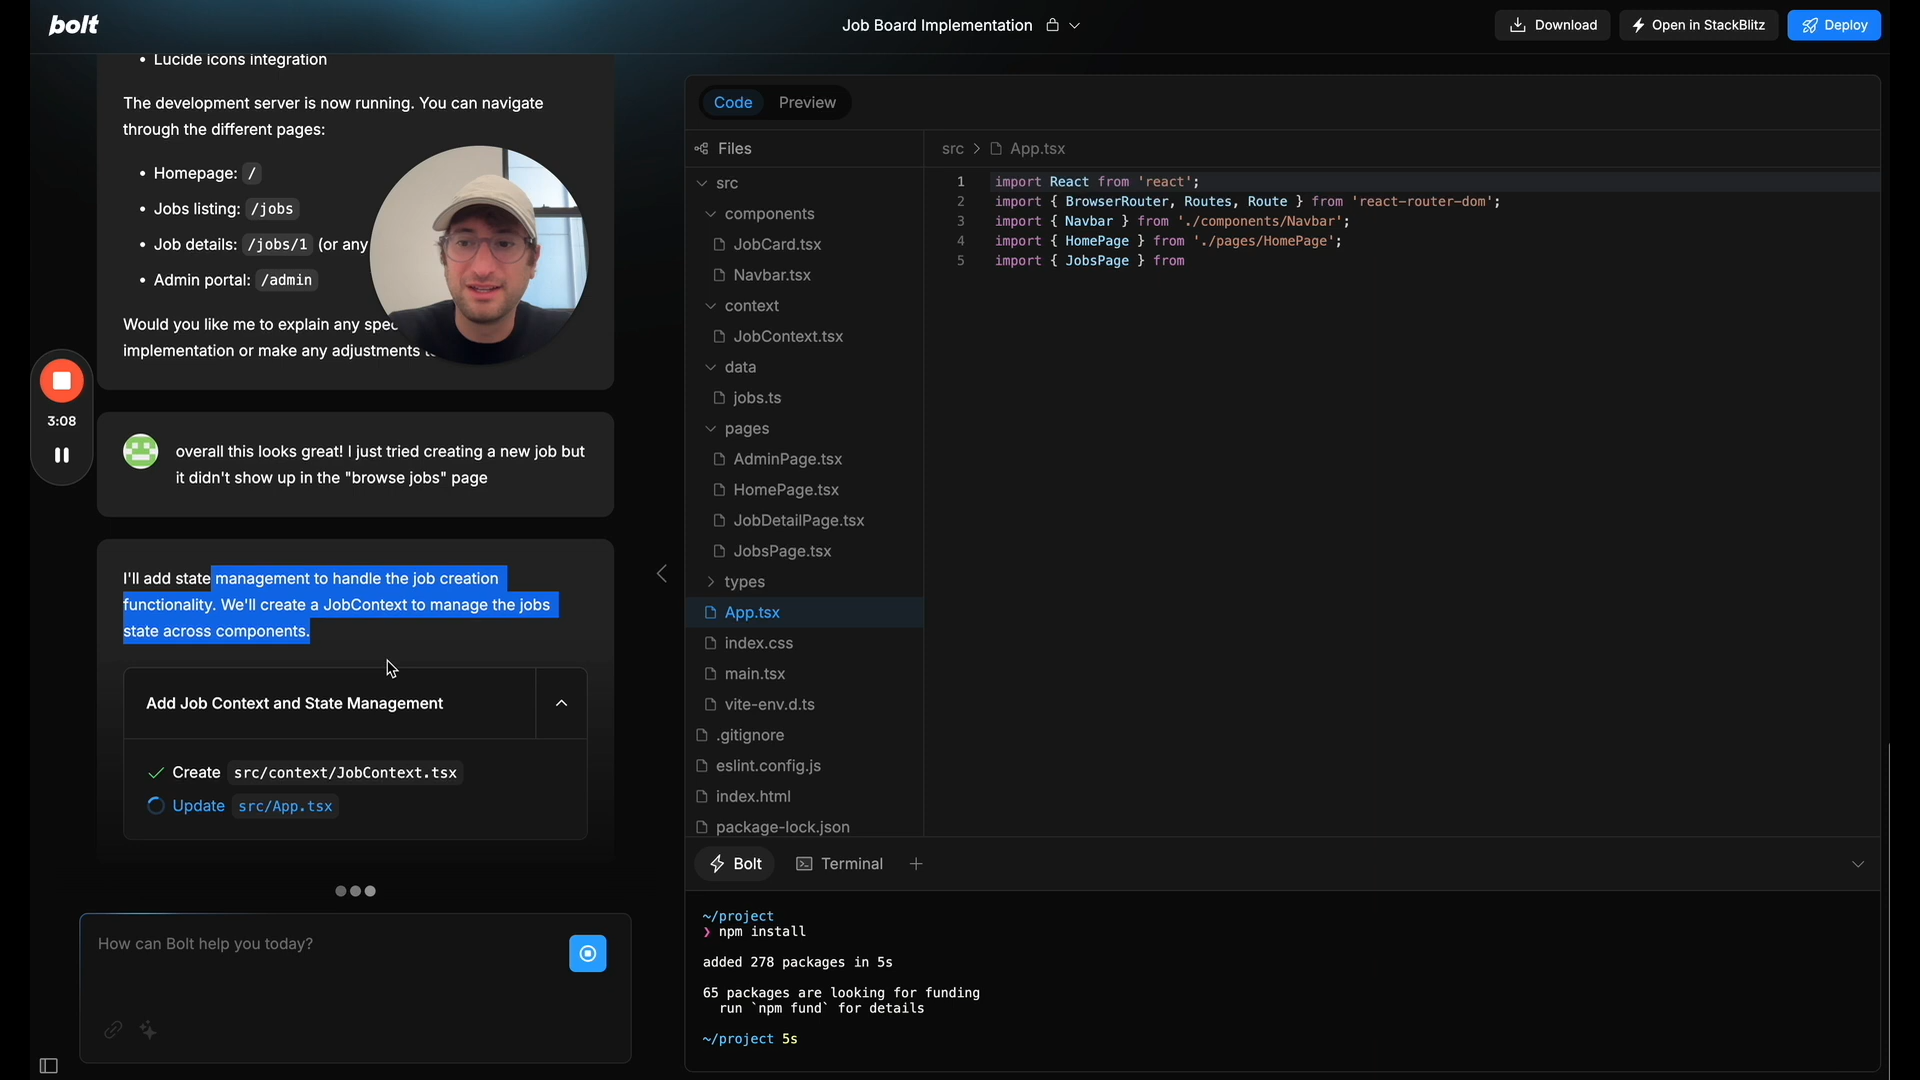 bolt
Job Board Implementation
Download
Open in StackBlitz
Deploy
• Lucide icons integration
The development server is now running. You can navigate
through the different pages:
• Homepage: /
• Jobs listing: /jobs
• Job details: /jobs/1 (or any
• Admin portal: /admin
Would you like me to explain any
implementation or make any adjustments
3:08
overall this looks great! I just tried creating a new job but
it didn't show up in the "browse jobs" page
I'll add state management to handle the job creation
functionality. We'll create a JobContext to manage the jobs
state across components.
Add Job Context and State Management
Create src/context/JobContext.tsx
Update src/App.tsx
How can Bolt help you today?
Code Preview
Files
src
components
JobCard.tsx
Navbar.tsx
context
JobContext.tsx
data
jobs.ts
pages
AdminPage.tsx
HomePage.tsx
JobDetailPage.tsx
JobsPage.tsx
types
App.tsx
index.css
main.tsx
vite-env.d.ts
.gitignore
eslint.config.js
index.html
package-lock.json
src > App.tsx
1 import React from 'react';
2 import { BrowserRouter, Routes, Route } from 'react-router-dom';
3 import { Navbar } from './components/Navbar';
4 import { HomePage } from './pages/HomePage';
5 import { JobsPage } from
Bolt Terminal +
~/project
❯ npm install
added 278 packages in 5s
65 packages are looking for funding
run `npm fund` for details
~/project 5s